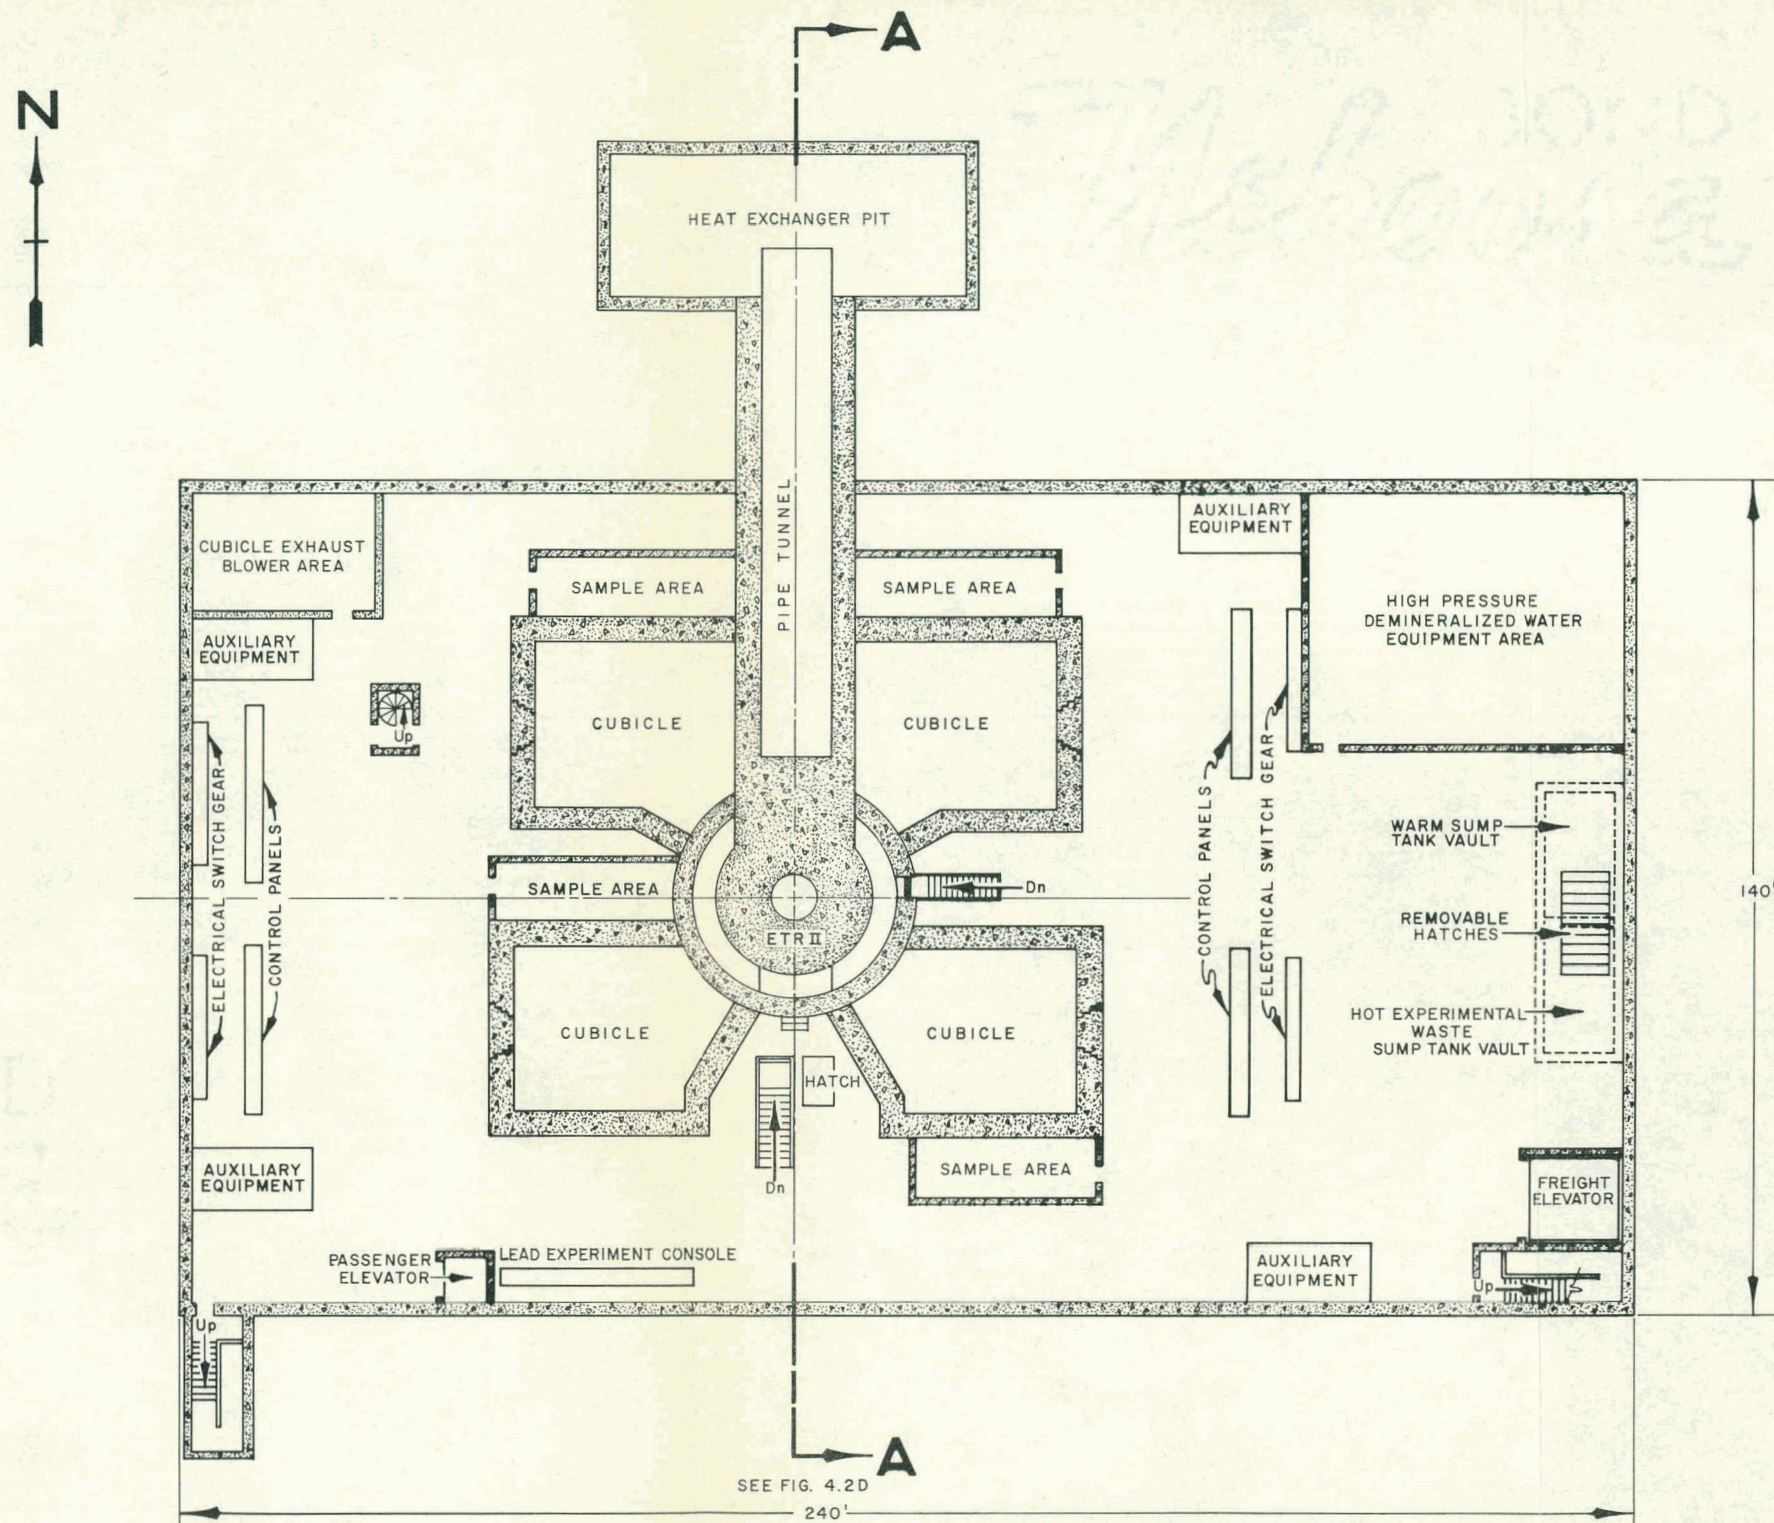 A
N
HEAT EXCHANGER PIT
PIPE TUNNEL
CUBICLE EXHAUST
BLOWER AREA
SAMPLE AREA
SAMPLE AREA
AUXILIARY
EQUIPMENT
HIGH PRESSURE
DEMINERALIZED WATER
EQUIPMENT AREA
AUXILIARY
EQUIPMENT
Up
CUBICLE
CUBICLE
ELECTRICAL SWITCH GEAR
CONTROL PANELS
CONTROL PANELS
ELECTRICAL SWITCH GEAR
WARM SUMP
TANK VAULT
SAMPLE AREA
Dn
140'
REMOVABLE
HATCHES
ETR II
HOT EXPERIMENTAL
WASTE
SUMP TANK VAULT
CUBICLE
CUBICLE
HATCH
Dn
SAMPLE AREA
AUXILIARY
EQUIPMENT
FREIGHT
ELEVATOR
PASSENGER
ELEVATOR
LEAD EXPERIMENT CONSOLE
AUXILIARY
EQUIPMENT
Up
Up
A
SEE FIG. 4.2D
240'